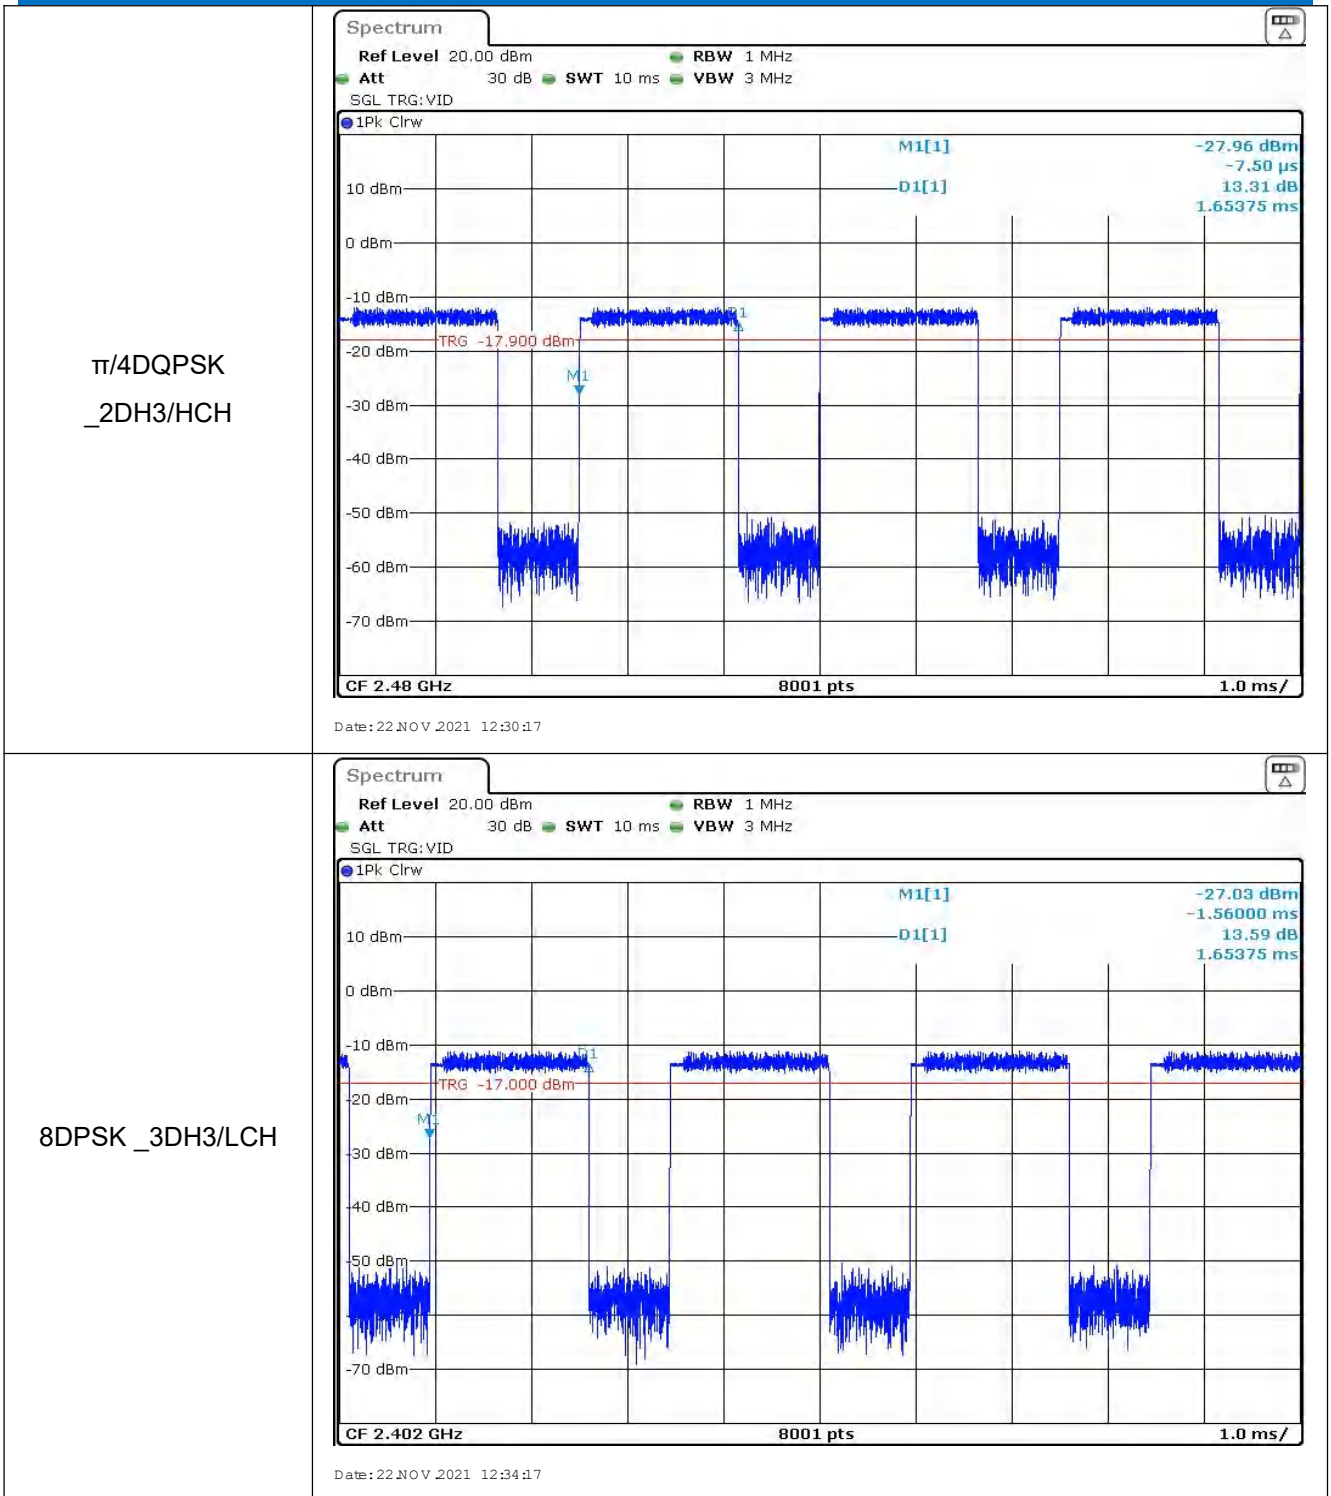 π/4DQPSK
_2DH3/HCH
Spectrum
Ref Level 20.00 dBm RBW 1 MHz
Att 30 dB SWT 10 ms VBW 3 MHz
SGL TRG:VID
1Pk Clrw
M1[1] -27.96 dBm
-7.50 µs
10 dBm D1[1] 13.31 dB
1.65375 ms
0 dBm
-10 dBm
D1
TRG -17.900 dBm
-20 dBm
M1
-30 dBm
-40 dBm
-50 dBm
-60 dBm
-70 dBm
CF 2.48 GHz 8001 pts 1.0 ms/
Date: 22.NOV.2021 12:30:17
8DPSK _3DH3/LCH
Spectrum
Ref Level 20.00 dBm RBW 1 MHz
Att 30 dB SWT 10 ms VBW 3 MHz
SGL TRG:VID
1Pk Clrw
M1[1] -27.03 dBm
-1.56000 ms
10 dBm D1[1] 13.59 dB
1.65375 ms
0 dBm
-10 dBm
D1
TRG -17.000 dBm
-20 dBm
M1
-30 dBm
-40 dBm
-50 dBm
-70 dBm
CF 2.402 GHz 8001 pts 1.0 ms/
Date: 22.NOV.2021 12:34:17